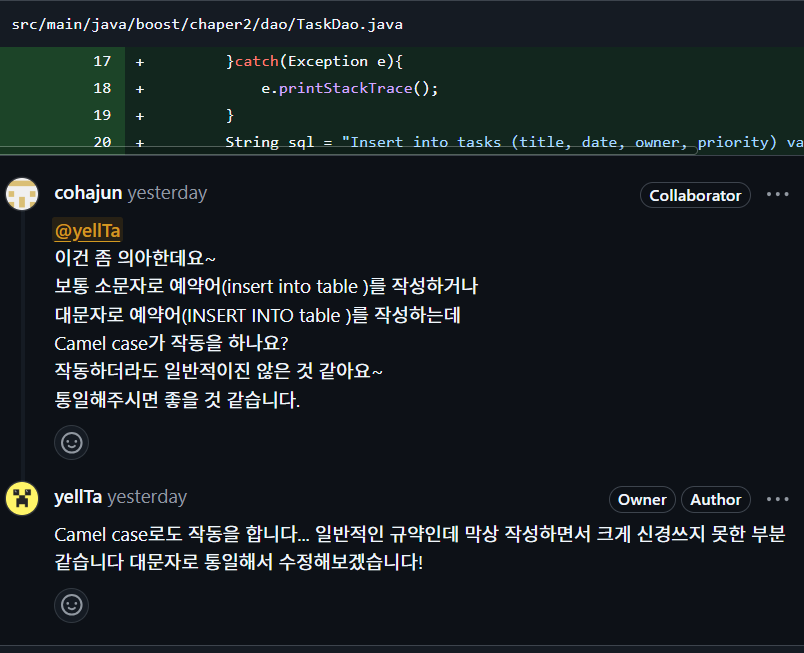 src/main/java/boost/chaper2/dao/TaskDao.java
17 + }catch(Exception e){
18 + e.printStackTrace();
19 + }
20 + String sql = "Insert into tasks (title, date, owner, priority) va
cohajun yesterday Collaborator ...
@yellTa
이건 좀 의아한데요~
보통 소문자로 예약어(insert into table )를 작성하거나
대문자로 예약어(INSERT INTO table )를 작성하는데
Camel case가 작동을 하나요?
작동하더라도 일반적이진 않은 것 같아요~
통일해주시면 좋을 것 같습니다.
yellTa yesterday Owner Author ...
Camel case로도 작동을 합니다... 일반적인 규약인데 막상 작성하면서 크게 신경쓰지 못한 부분
같습니다 대문자로 통일해서 수정해보겠습니다!